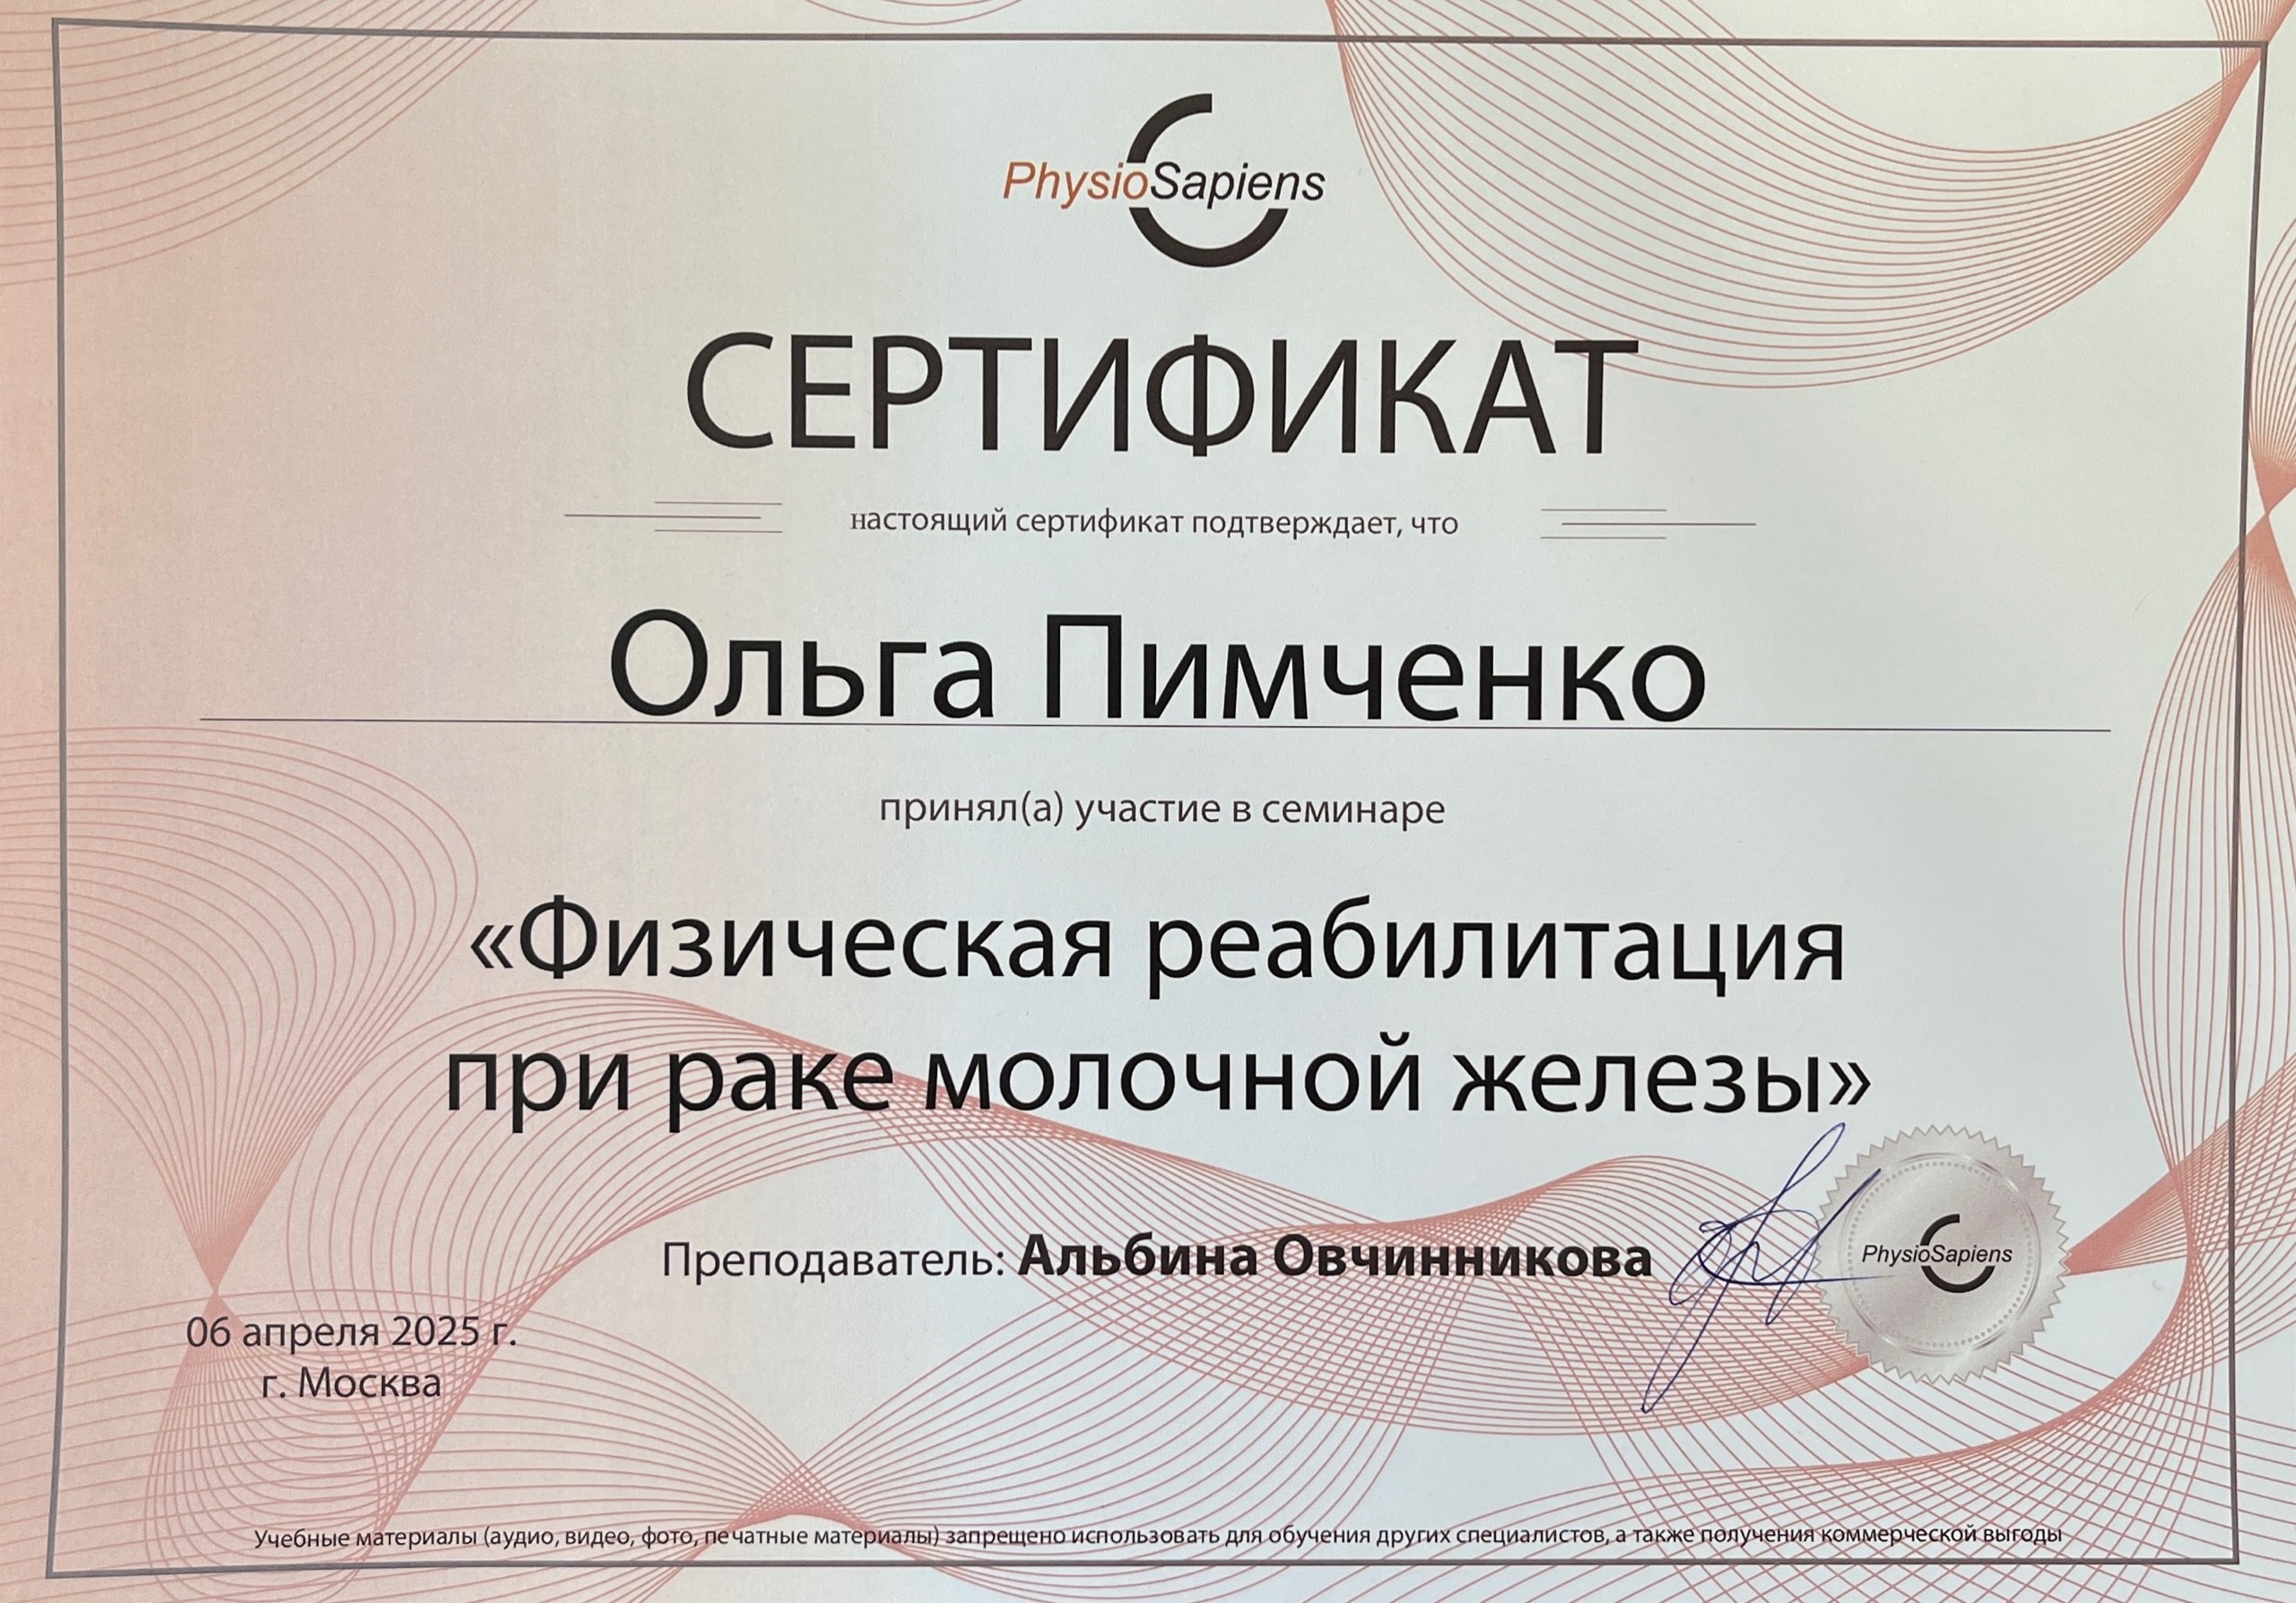 PhysioSapiens
СЕРТИФИКАТ
настоящий сертификат подтверждает, что
Ольга Пимченко
принял(а) участие в семинаре
«Физическая реабилитация
при раке молочной железы»
Преподаватель: Альбина Овчинникова
PhysioSapiens
06 апреля 2025 г.
г. Москва
Учебные материалы (аудио, видео, фото, печатные материалы) запрещено использовать для обучения других специалистов, а также получения коммерческой выгоды